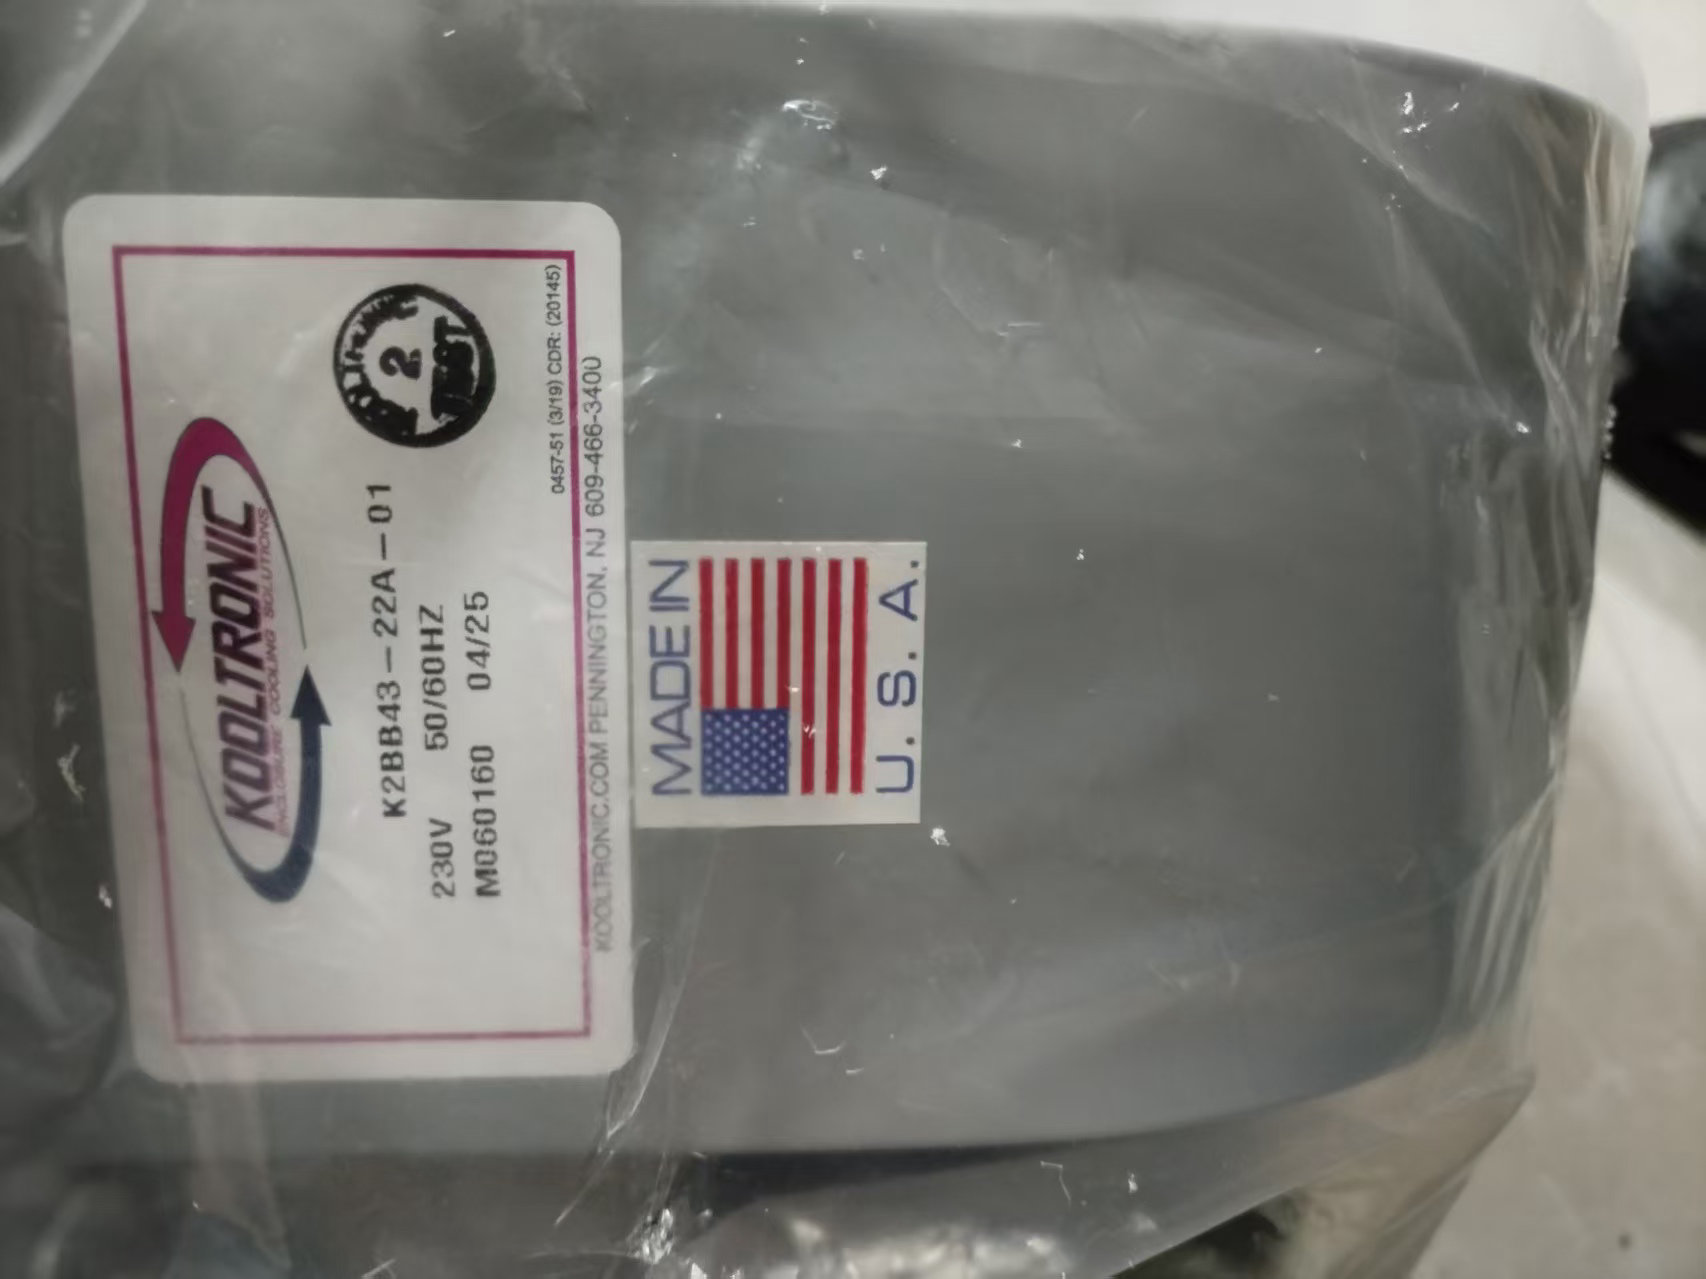 KOOLTRONIC
ENCLOSURE COOLING SOLUTIONS
K2BB43-22A-01
230V 50/60HZ
M060160 04/25
2
TEST
0457-51 (3/19) CDR: (20145)
KOOLTRONIC.COM PENNINGTON, NJ 609-466-3400
MADE IN
U. S. A.